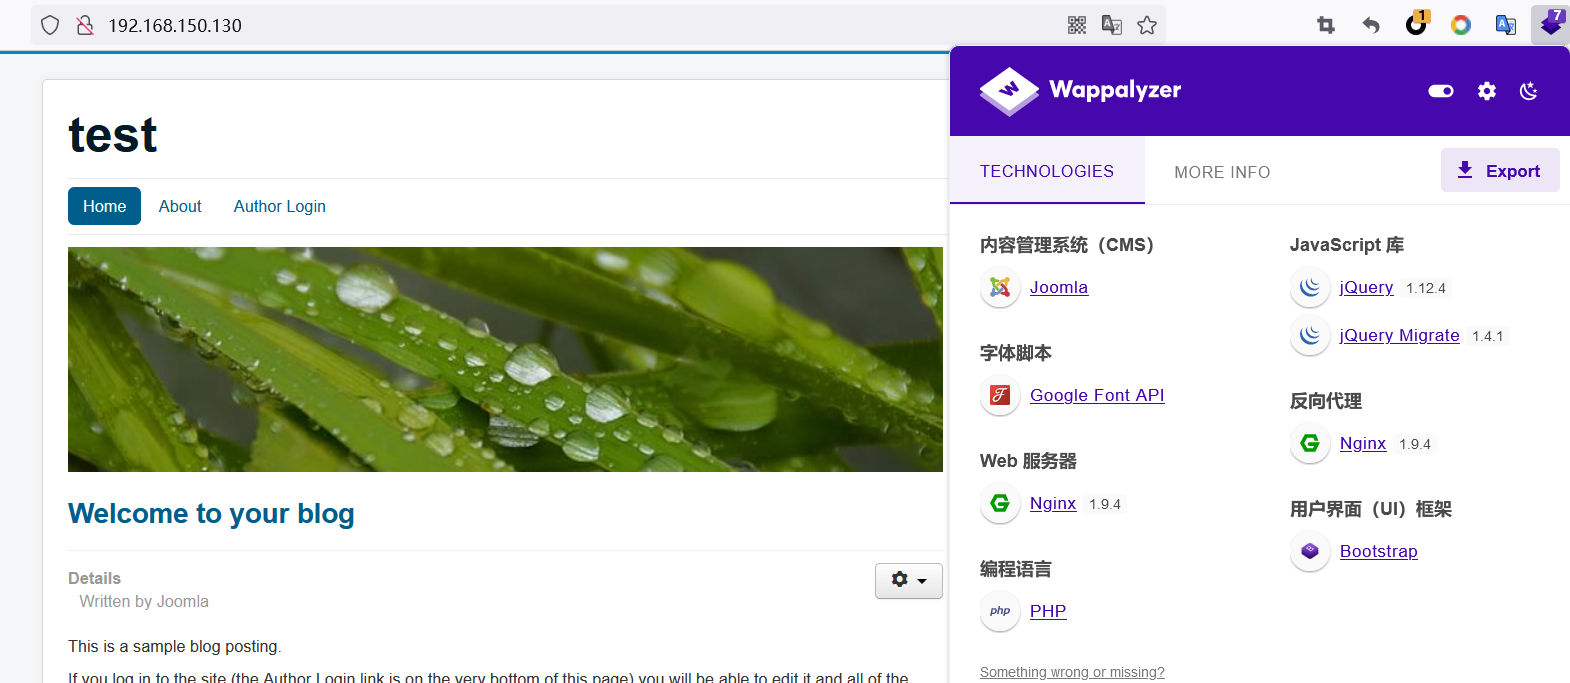 192.168.150.130
1
7
test
Home About Author Login
Welcome to your blog
Details
Written by Joomla
This is a sample blog posting.
If you log in to the site (the Author Login link is on the very bottom of this page) you will be able to edit it and all of the
Wappalyzer
TECHNOLOGIES MORE INFO Export
内容管理系统（CMS）
Joomla
字体脚本
Google Font API
Web 服务器
Nginx 1.9.4
编程语言
php PHP
JavaScript 库
jQuery 1.12.4
jQuery Migrate 1.4.1
反向代理
Nginx 1.9.4
用户界面（UI）框架
Bootstrap
Something wrong or missing?